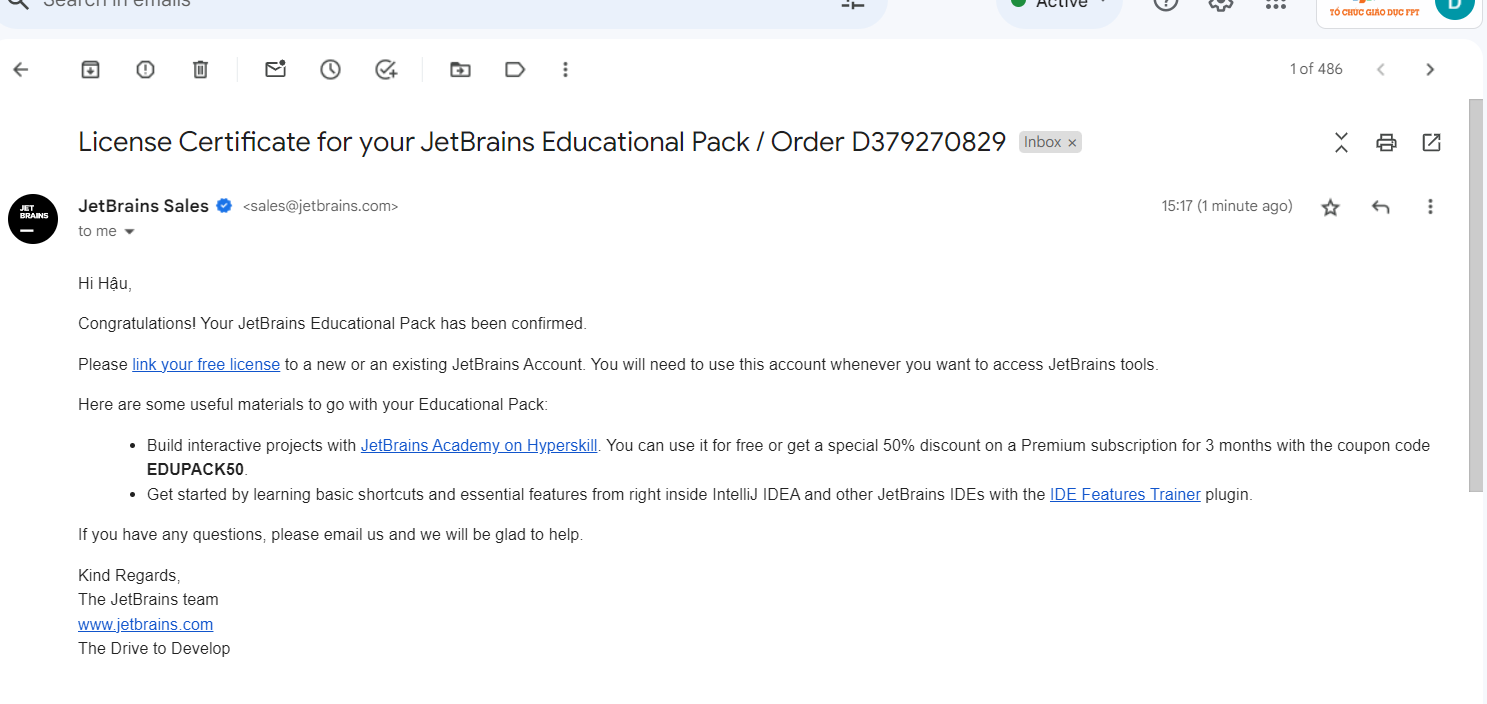 Search in emails
Active
TỔ CHỨC GIÁO DỤC FPT
D
1 of 486
License Certificate for your JetBrains Educational Pack / Order D379270829
Inbox ×
JET
BRAINS
JetBrains Sales <sales@jetbrains.com>
15:17 (1 minute ago)
to me
Hi Hậu,
Congratulations! Your JetBrains Educational Pack has been confirmed.
Please link your free license to a new or an existing JetBrains Account. You will need to use this account whenever you want to access JetBrains tools.
Here are some useful materials to go with your Educational Pack:
• Build interactive projects with JetBrains Academy on Hyperskill. You can use it for free or get a special 50% discount on a Premium subscription for 3 months with the coupon code
EDUPACK50.
• Get started by learning basic shortcuts and essential features from right inside IntelliJ IDEA and other JetBrains IDEs with the IDE Features Trainer plugin.
If you have any questions, please email us and we will be glad to help.
Kind Regards,
The JetBrains team
www.jetbrains.com
The Drive to Develop